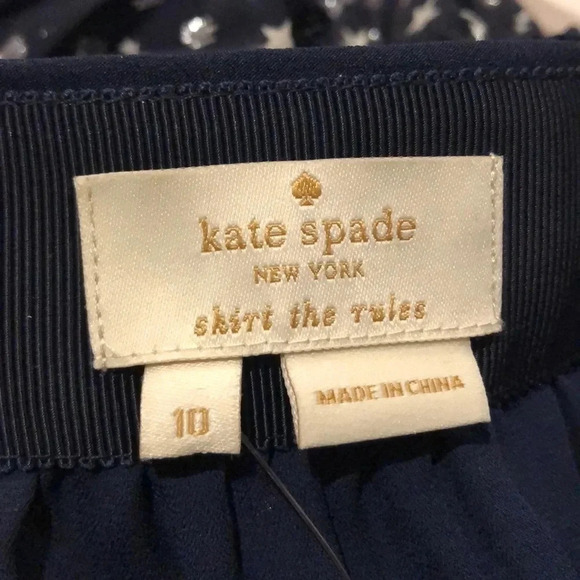 kate spade
NEW YORK
skirt the rules
10
MADE IN CHINA